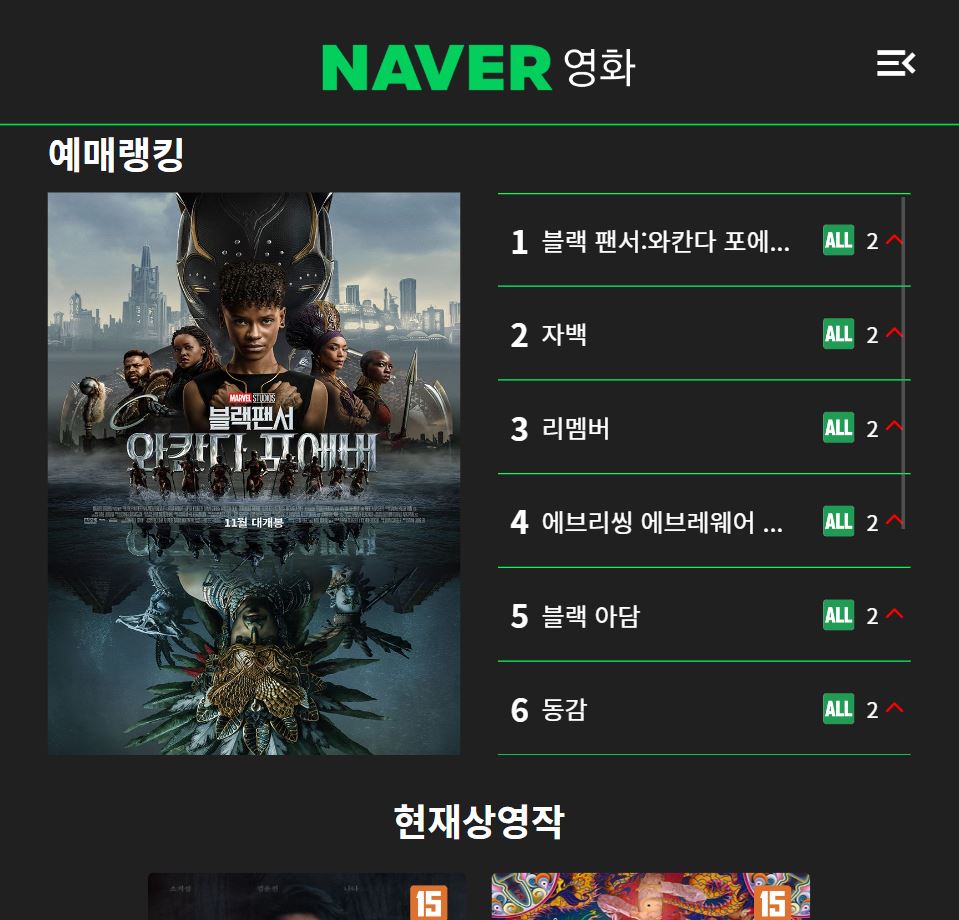 NAVER 영화
예매랭킹
MARVEL STUDIOS
블랙팬서
와칸다 포에버
11월 대개봉
1 블랙 팬서:와칸다 포에... ALL 2
2 자백 ALL 2
3 리멤버 ALL 2
4 에브리씽 에브레웨어 ... ALL 2
5 블랙 아담 ALL 2
6 동감 ALL 2
현재상영작
15
15